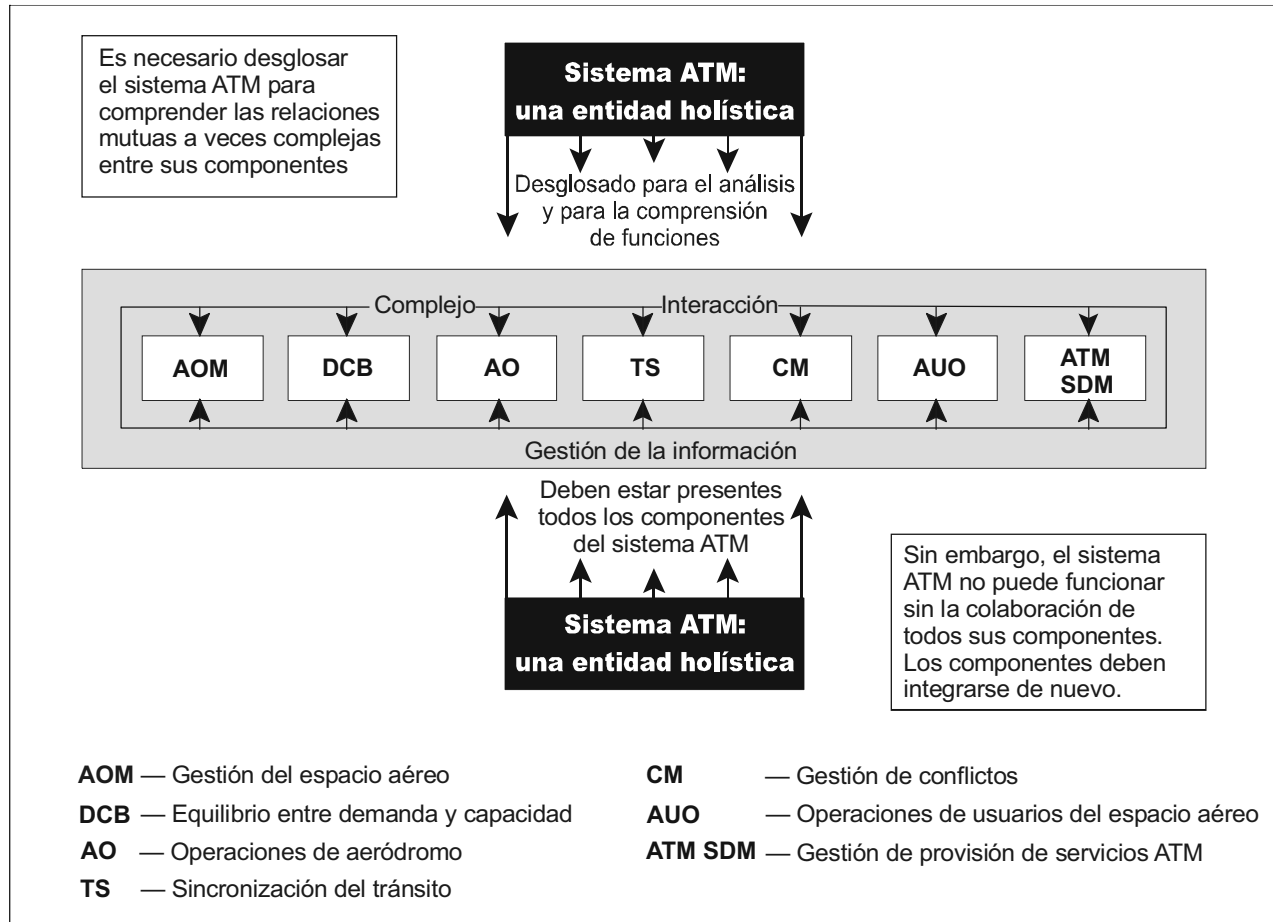 Es necesario desglosar
el sistema ATM para
comprender las relaciones
mutuas a veces complejas
entre sus componentes
Sistema ATM:
una entidad holística
Desglosado para el análisis
y para la comprensión
de funciones
Complejo
Interacción
AOM
DCB
AO
TS
CM
AUO
ATM
SDM
Gestión de la información
Deben estar presentes
todos los componentes
del sistema ATM
Sistema ATM:
una entidad holística
Sin embargo, el sistema
ATM no puede funcionar
sin la colaboración de
todos sus componentes.
Los componentes deben
integrarse de nuevo.
AOM — Gestión del espacio aéreo
DCB — Equilibrio entre demanda y capacidad
AO — Operaciones de aeródromo
TS — Sincronización del tránsito
CM — Gestión de conflictos
AUO — Operaciones de usuarios del espacio aéreo
ATM SDM — Gestión de provisión de servicios ATM